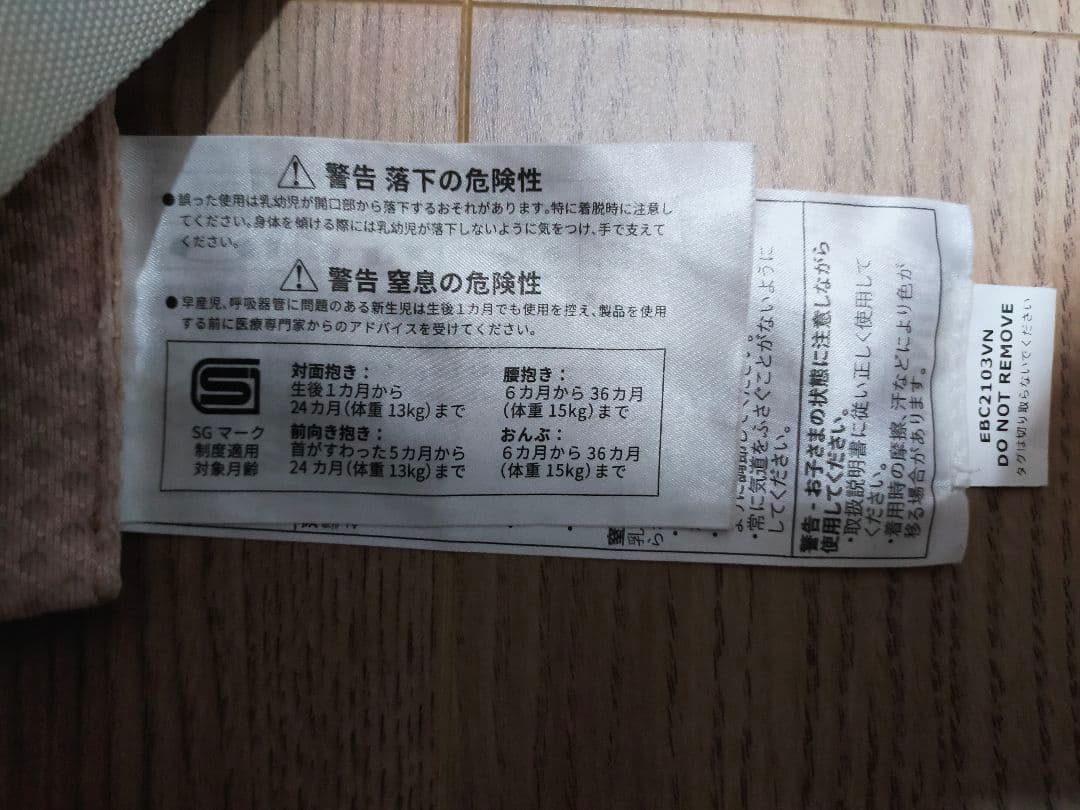 警告 落下の危険性
●誤った使用は乳幼児が開口部から落下するおそれがあります。特に着脱時に注意し
てください。身体を傾ける際には乳幼児が落下しないように気をつけ、手で支えて
ください。
警告 窒息の危険性
●早産児、呼吸器管に問題のある新生児は生後1カ月でも使用を控え、製品を使用
する前に医療専門家からのアドバイスを受けてください。
SG マーク
制度適用
対象月齢
対面抱き：
生後1カ月から
24カ月（体重 13kg）まで
前向き抱き：
首がすわった5カ月から
24カ月（体重 13kg）まで
腰抱き：
6カ月から 36カ月
（体重 15kg）まで
おんぶ：
6カ月から 36カ月
（体重 15kg）まで
・常に気道をふさぐことがないように
してください。
警告 - お子さまの状態に注意しながら
使用してください。
・取扱説明書に従い正しく使用して
ください。
・着用時の摩擦、汗などにより色が
移る場合があります。
EBC2103VN
DO NOT REMOVE
タグは切り取らないでください